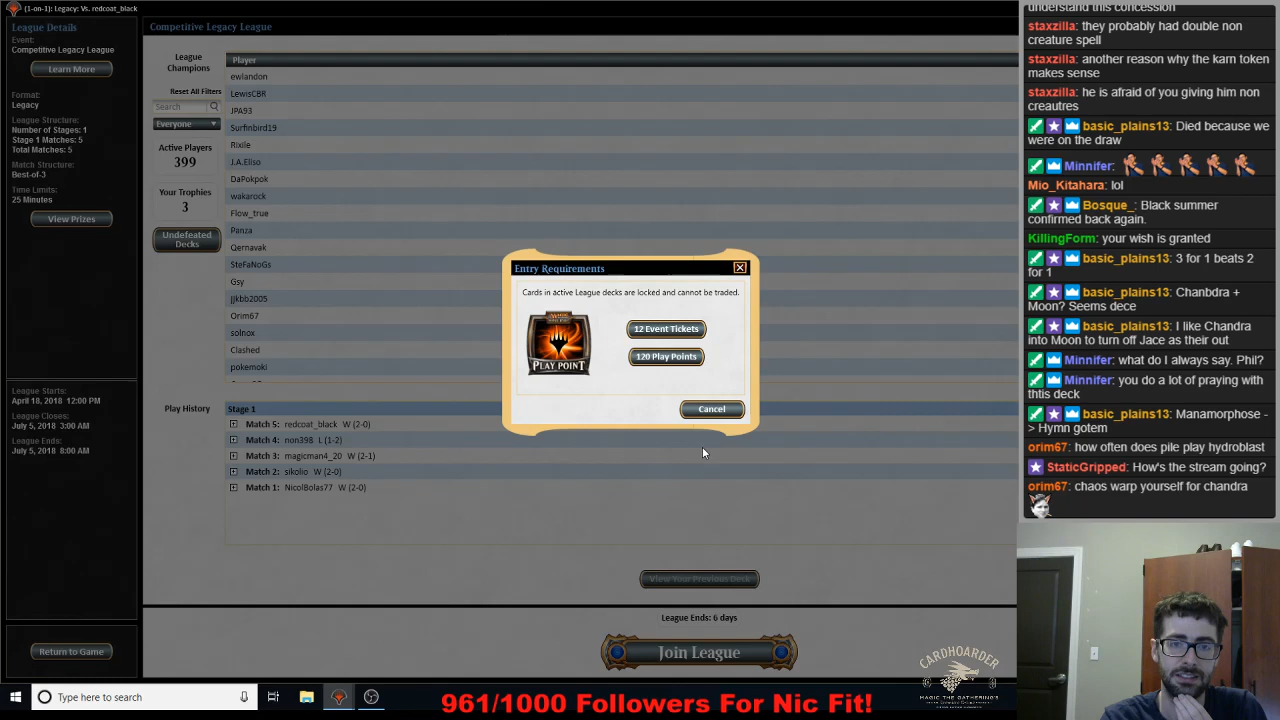 (1-on-1): Legacy: Vs. redcoat_black
League Details
Event:
Competitive Legacy League
Learn More
Format:
Legacy
League Structure:
Number of Stages: 1
Stage 1 Matches: 5
Total Matches: 5
Match Structure:
Best-of-3
Time Limits:
25 Minutes
View Prizes
League Starts:
April 18, 2018 12:00 PM
League Closes:
July 5, 2018 3:00 AM
League Ends:
July 5, 2018 8:00 AM
Return to Game
Competitive Legacy League
League
Champions
Reset All Filters
Search
Everyone
Active Players
399
Your Trophies
3
Undefeated
Decks
Player
ewlandon
LewisCBR
JPA93
Surfinbird19
Rixile
J.A.Eliso
DaPokpok
wakarock
Flow_true
Panza
Qernavak
SteFaNoGs
Gsy
jjkbb2005
Orim67
solnox
Clashed
pokemoki
Play History
Stage 1
Match 5: redcoat_black W (2-0)
Match 4: non398 L (1-2)
Match 3: magicman4_20 W (2-1)
Match 2: sikolio W (2-0)
Match 1: NicolBolas77 W (2-0)
Entry Requirements
Cards in active League decks are locked and cannot be traded.
PLAY POINT
12 Event Tickets
120 Play Points
Cancel
View Your Previous Deck
League Ends: 6 days
Join League
CARDHOARDER
MAGIC THE GATHERING'S
understand this concession
staxzilla: they probably had double non
creature spell
staxzilla: another reason why the karn token
makes sense
staxzilla: he is afraid of you giving him non
creautres
basic_plains13: Died because we
were on the draw
Minnifer:
Mio_Kitahara: lol
Bosque_: Black summer
confirmed back again.
KillingForm: your wish is granted
basic_plains13: 3 for 1 beats 2
for 1
basic_plains13: Chanbdra +
Moon? Seems dece
basic_plains13: I like Chandra
into Moon to turn off Jace as their out
Minnifer: what do I always say. Phil?
Minnifer: you do a lot of praying with
thtis deck
basic_plains13: Manamorphose -
> Hymn gotem
orim67: how often does pile play hydroblast
StaticGripped: How's the stream going?
orim67: chaos warp yourself for chandra
Type here to search
961/1000 Followers For Nic Fit!